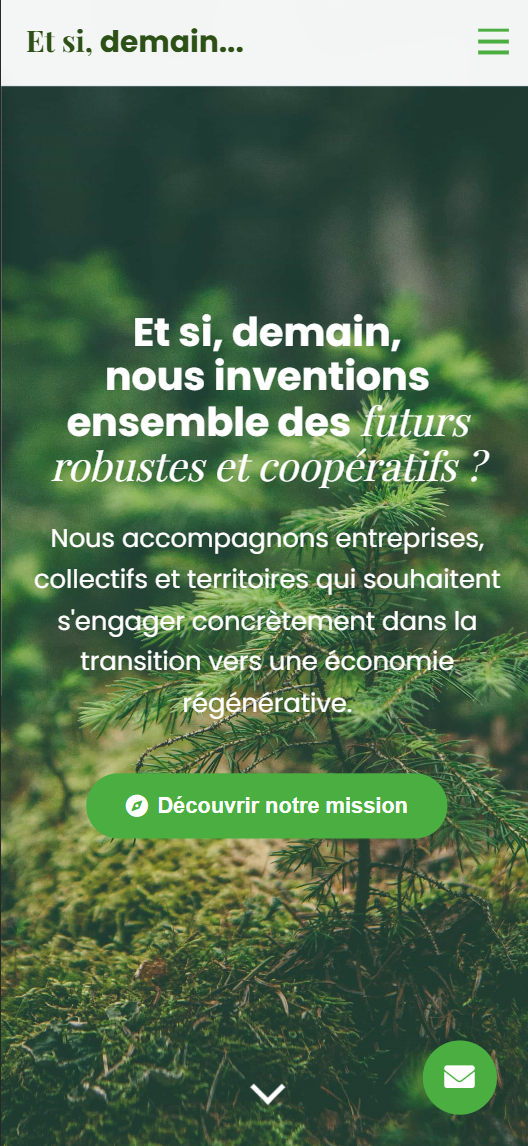 Et si, demain...
Et si, demain,
nous inventions
ensemble des futurs
robustes et coopératifs ?
Nous accompagnons entreprises,
collectifs et territoires qui souhaitent
s'engager concrètement dans la
transition vers une économie
régénérative.
Découvrir notre mission